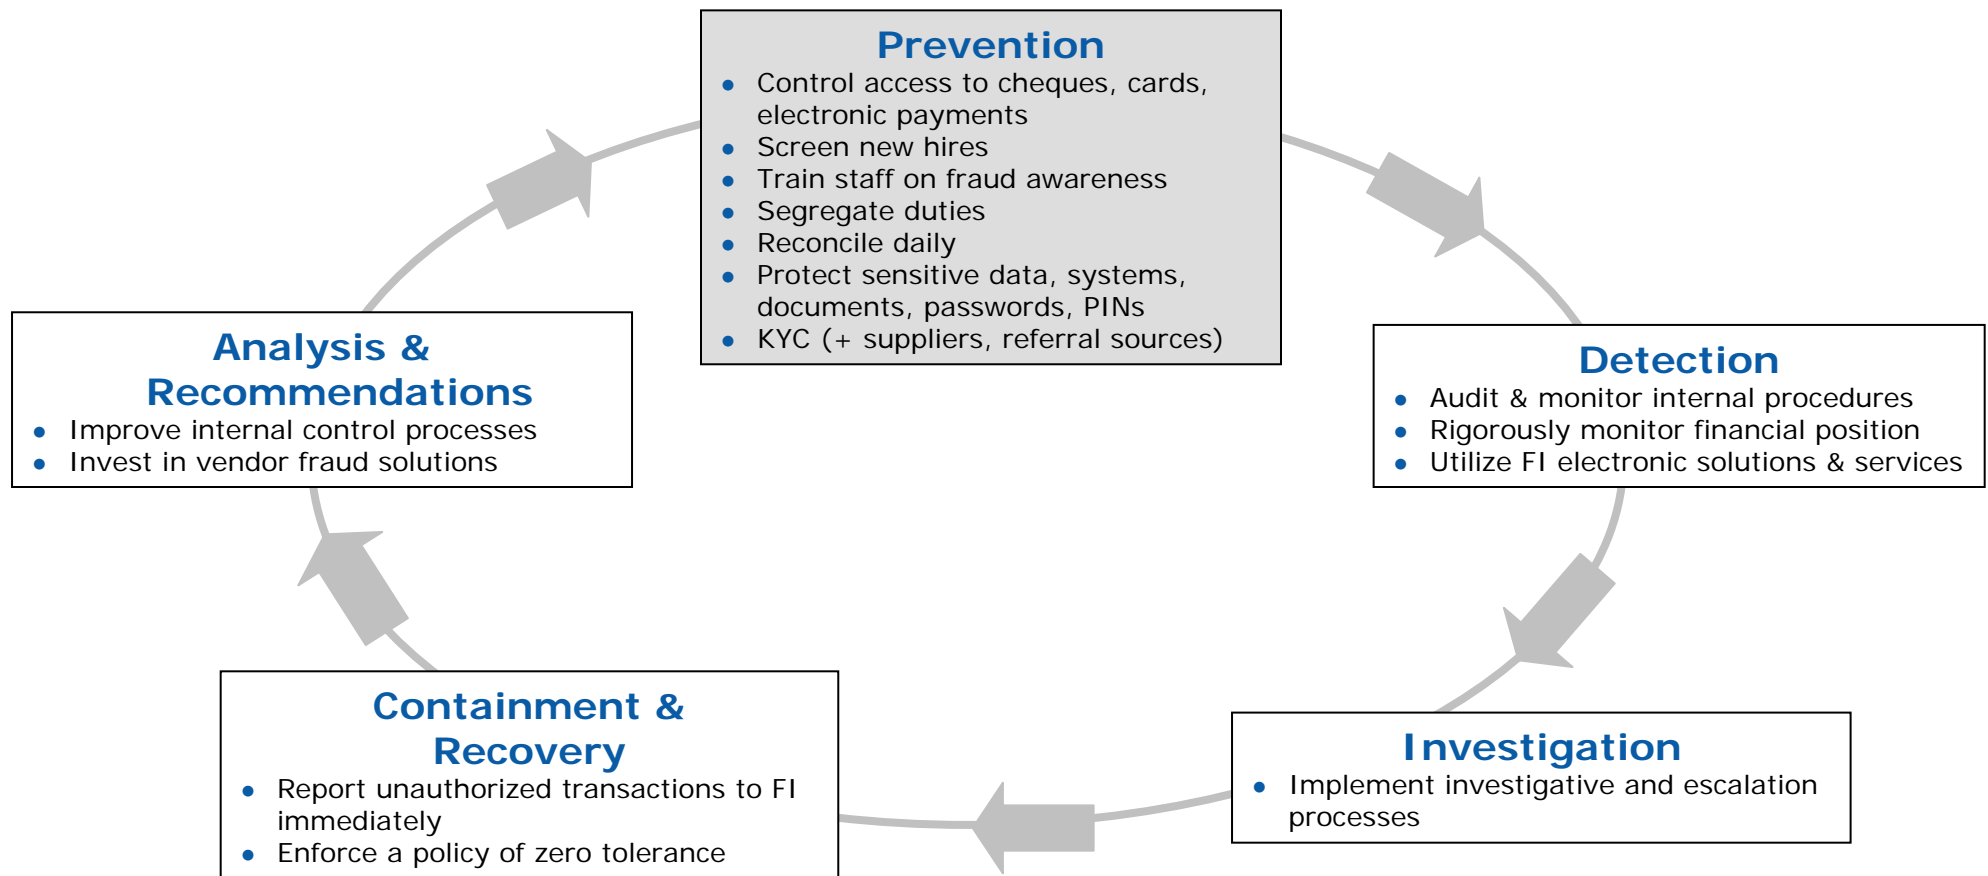 Prevention
● Control access to cheques, cards,
electronic payments
● Screen new hires
● Train staff on fraud awareness
● Segregate duties
● Reconcile daily
● Protect sensitive data, systems,
documents, passwords, PINs
● KYC (+ suppliers, referral sources)
Detection
● Audit & monitor internal procedures
● Rigorously monitor financial position
● Utilize FI electronic solutions & services
Investigation
● Implement investigative and escalation
processes
Containment &
Recovery
● Report unauthorized transactions to FI
immediately
● Enforce a policy of zero tolerance
Analysis &
Recommendations
● Improve internal control processes
● Invest in vendor fraud solutions